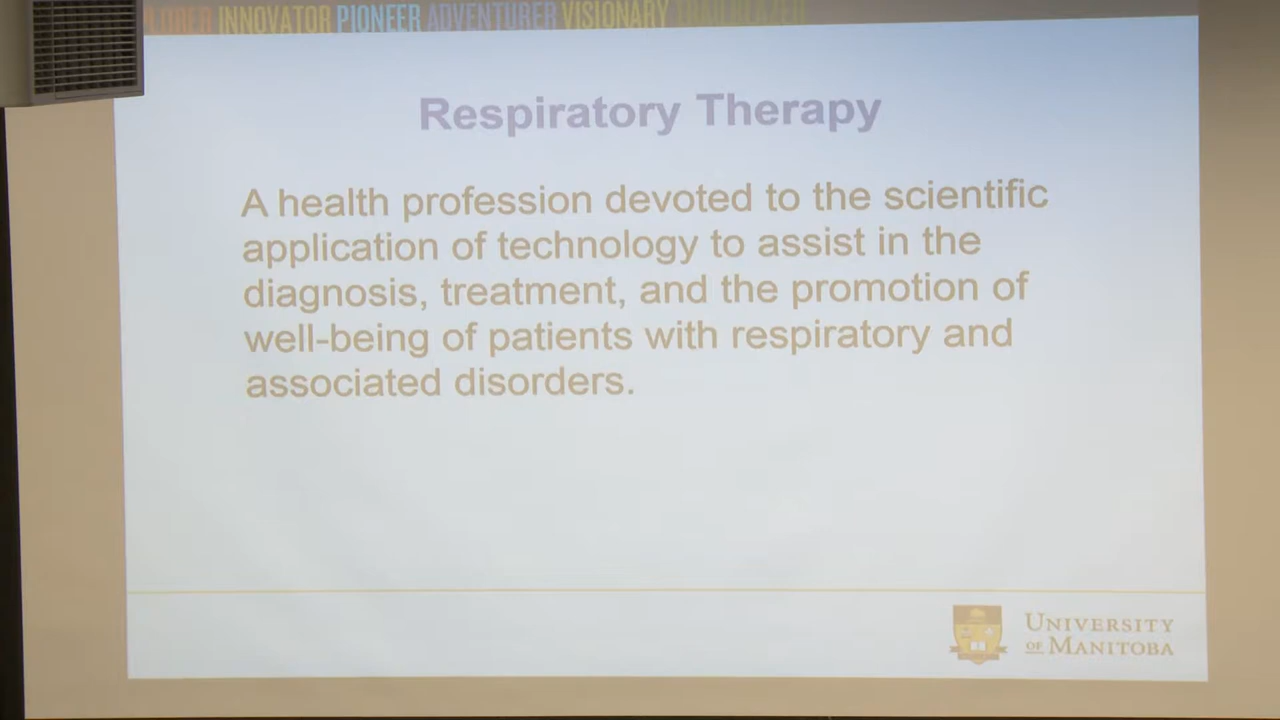 INNOVATOR PIONEER ADVENTURER VISIONARY
Respiratory Therapy
A health profession devoted to the scientific
application of technology to assist in the
diagnosis, treatment, and the promotion of
well-being of patients with respiratory and
associated disorders.
UNIVERSITY
OF MANITOBA